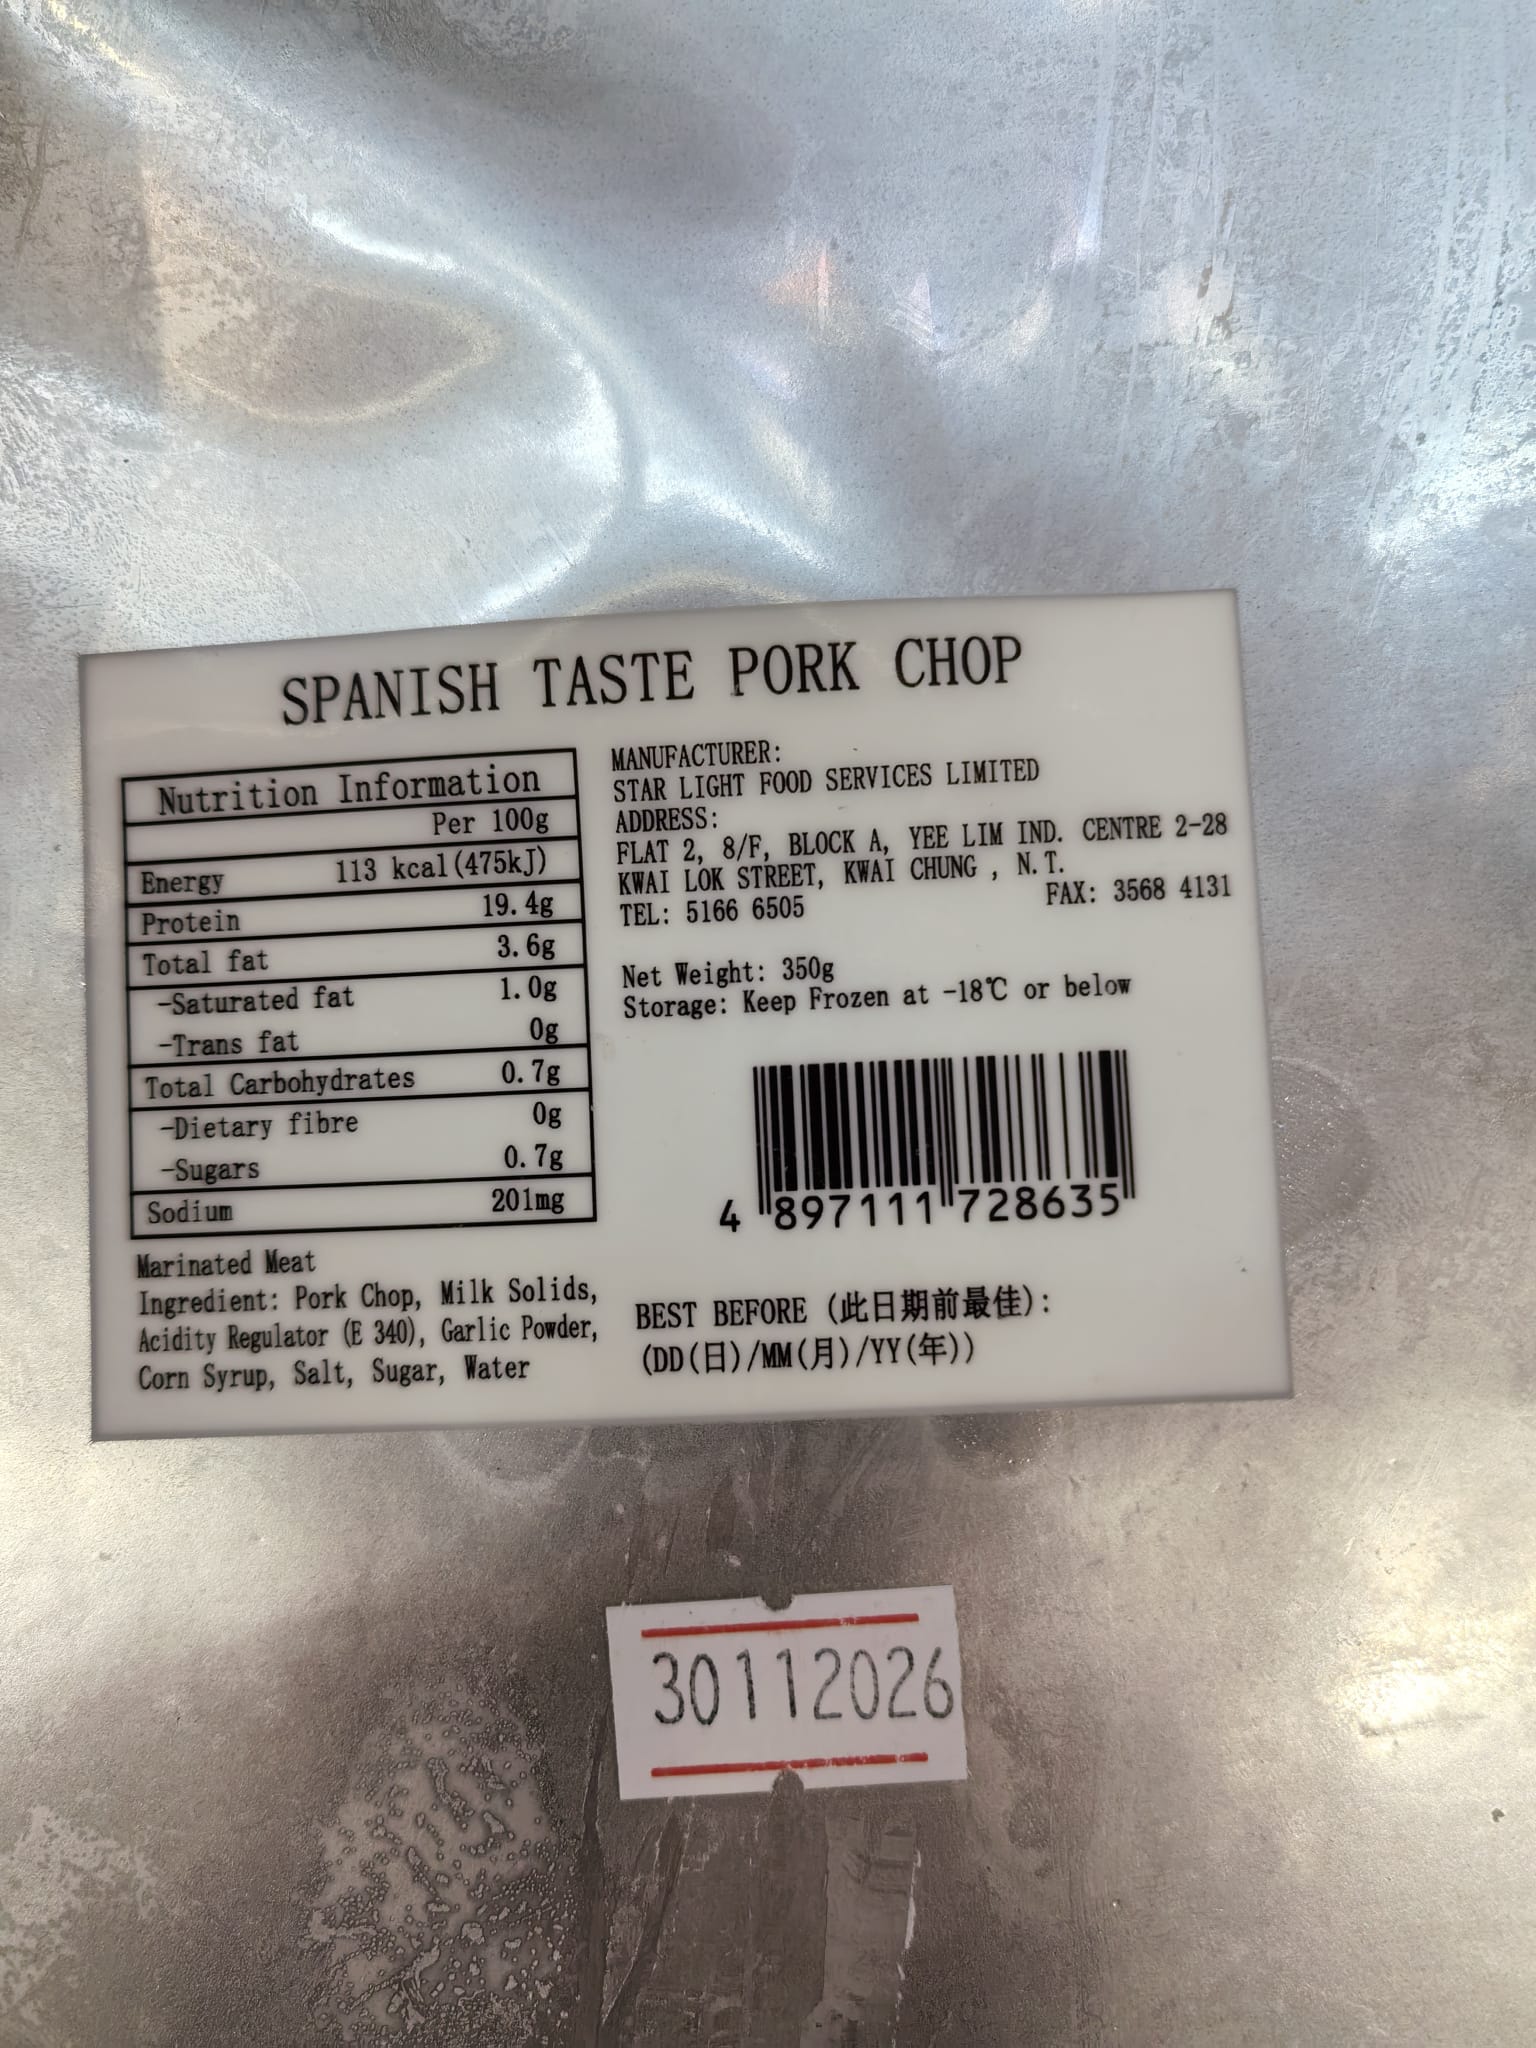 SPANISH TASTE PORK CHOP
Nutrition Information
Per 100g
Energy 113 kcal(475kJ)
Protein 19.4g
Total fat 3.6g
-Saturated fat 1.0g
-Trans fat 0g
Total Carbohydrates 0.7g
-Dietary fibre 0g
-Sugars 0.7g
Sodium 201mg
Marinated Meat
Ingredient: Pork Chop, Milk Solids,
Acidity Regulator (E 340), Garlic Powder,
Corn Syrup, Salt, Sugar, Water
MANUFACTURER:
STAR LIGHT FOOD SERVICES LIMITED
ADDRESS:
FLAT 2, 8/F, BLOCK A, YEE LIM IND. CENTRE 2-28
KWAI LOK STREET, KWAI CHUNG , N.T.
TEL: 5166 6505 FAX: 3568 4131
Net Weight: 350g
Storage: Keep Frozen at -18℃ or below
4 897111 728635
BEST BEFORE (此日期前最佳):
(DD(日)/MM(月)/YY(年))
30112026